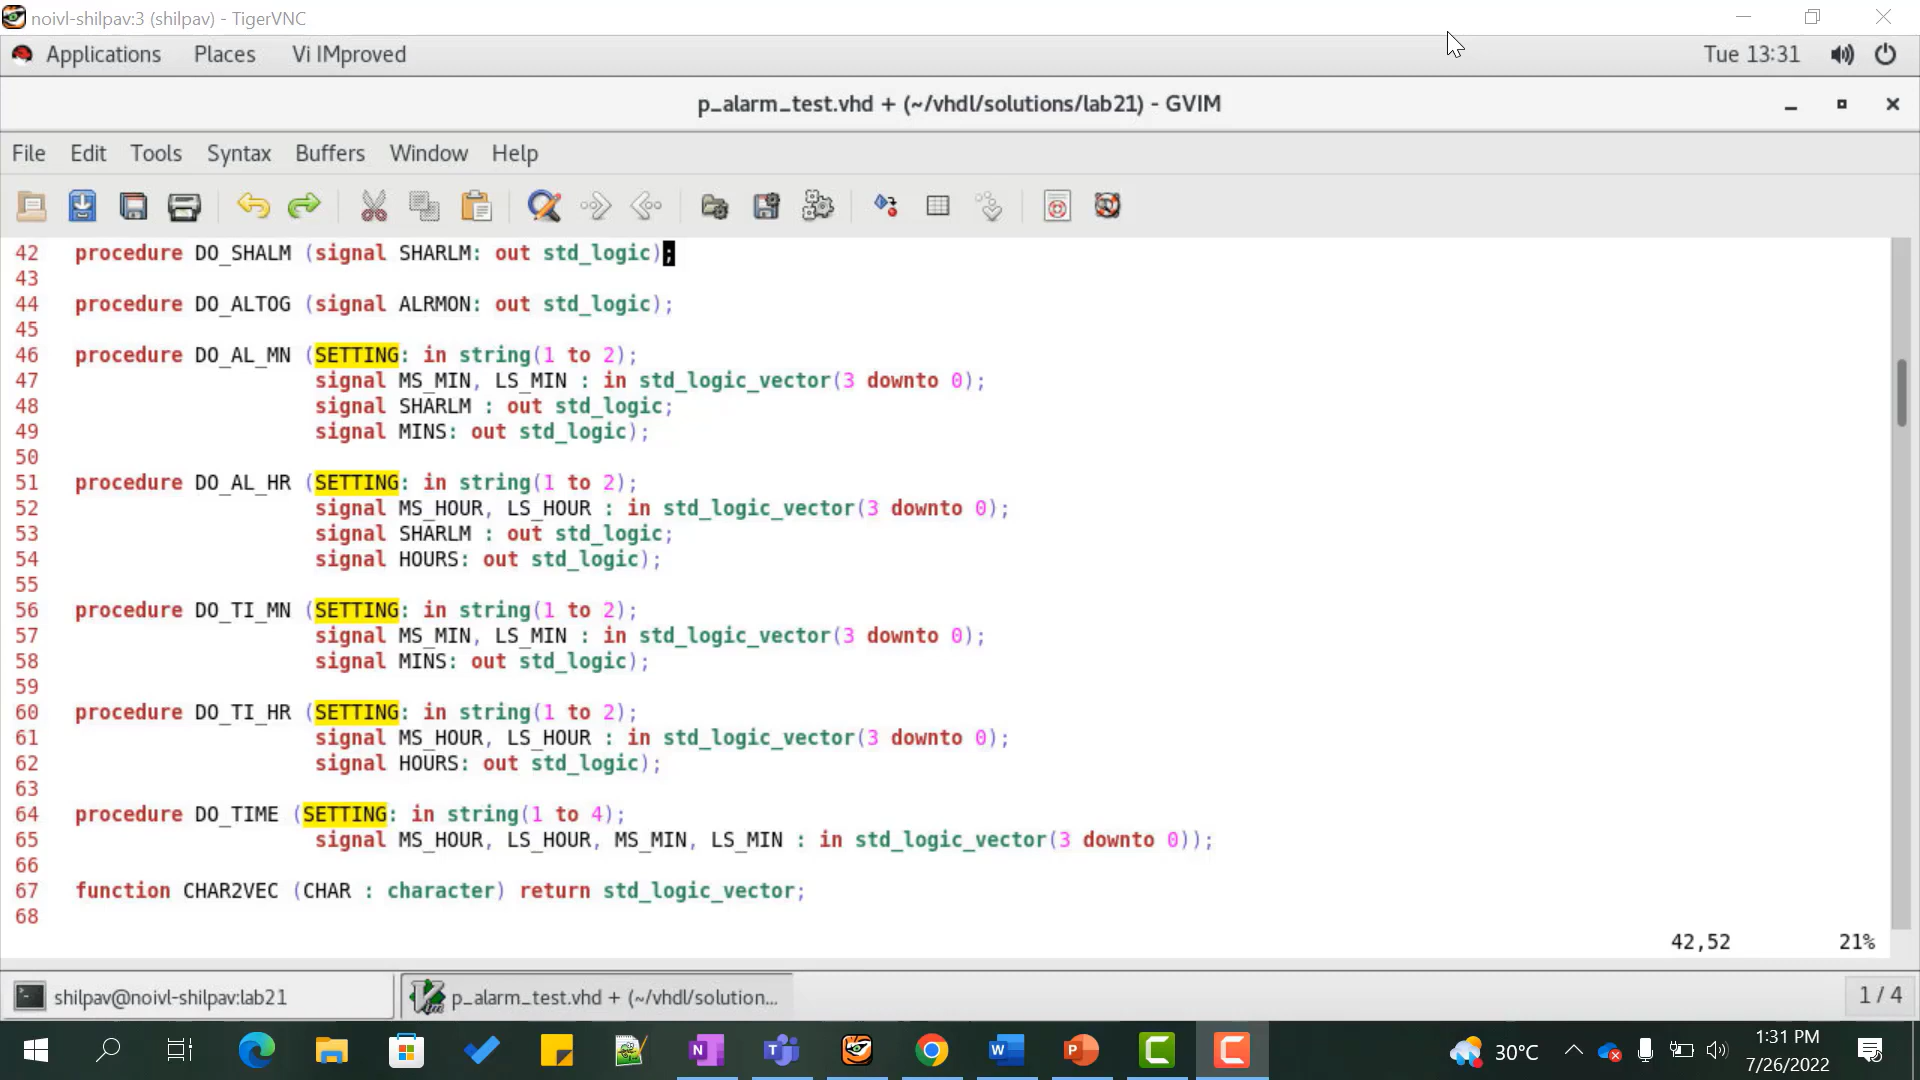 noivl-shilpav:3 (shilpav) - TigerVNC
Applications Places Vi IMproved Tue 13:31
p_alarm_test.vhd + (~/vhdl/solutions/lab21) - GVIM
File Edit Tools Syntax Buffers Window Help
42 procedure DO_SHALM (signal SHARLM: out std_logic);
43
44 procedure DO_ALTOG (signal ALRMON: out std_logic);
45
46 procedure DO_AL_MN (SETTING: in string(1 to 2);
47 signal MS_MIN, LS_MIN : in std_logic_vector(3 downto 0);
48 signal SHARLM : out std_logic;
49 signal MINS: out std_logic);
50
51 procedure DO_AL_HR (SETTING: in string(1 to 2);
52 signal MS_HOUR, LS_HOUR : in std_logic_vector(3 downto 0);
53 signal SHARLM : out std_logic;
54 signal HOURS: out std_logic);
55
56 procedure DO_TI_MN (SETTING: in string(1 to 2);
57 signal MS_MIN, LS_MIN : in std_logic_vector(3 downto 0);
58 signal MINS: out std_logic);
59
60 procedure DO_TI_HR (SETTING: in string(1 to 2);
61 signal MS_HOUR, LS_HOUR : in std_logic_vector(3 downto 0);
62 signal HOURS: out std_logic);
63
64 procedure DO_TIME (SETTING: in string(1 to 4);
65 signal MS_HOUR, LS_HOUR, MS_MIN, LS_MIN : in std_logic_vector(3 downto 0));
66
67 function CHAR2VEC (CHAR : character) return std_logic_vector;
68
42,52 21%
shilpav@noivl-shilpav:lab21 p_alarm_test.vhd + (~/vhdl/solution... 1 / 4
30°C 1:31 PM
7/26/2022